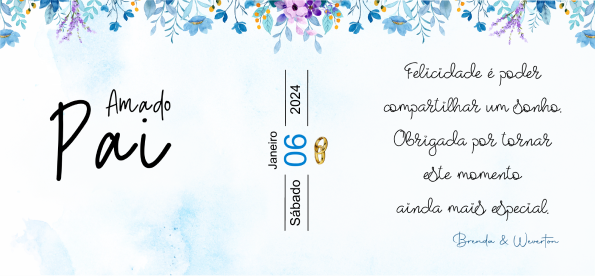 Amado
Pai
Sábado
06
Janeiro
2024
Felicidade é poder
compartilhar um sonho.
Obrigada por tornar
este momento
ainda mais especial.
Brenda & Weverton